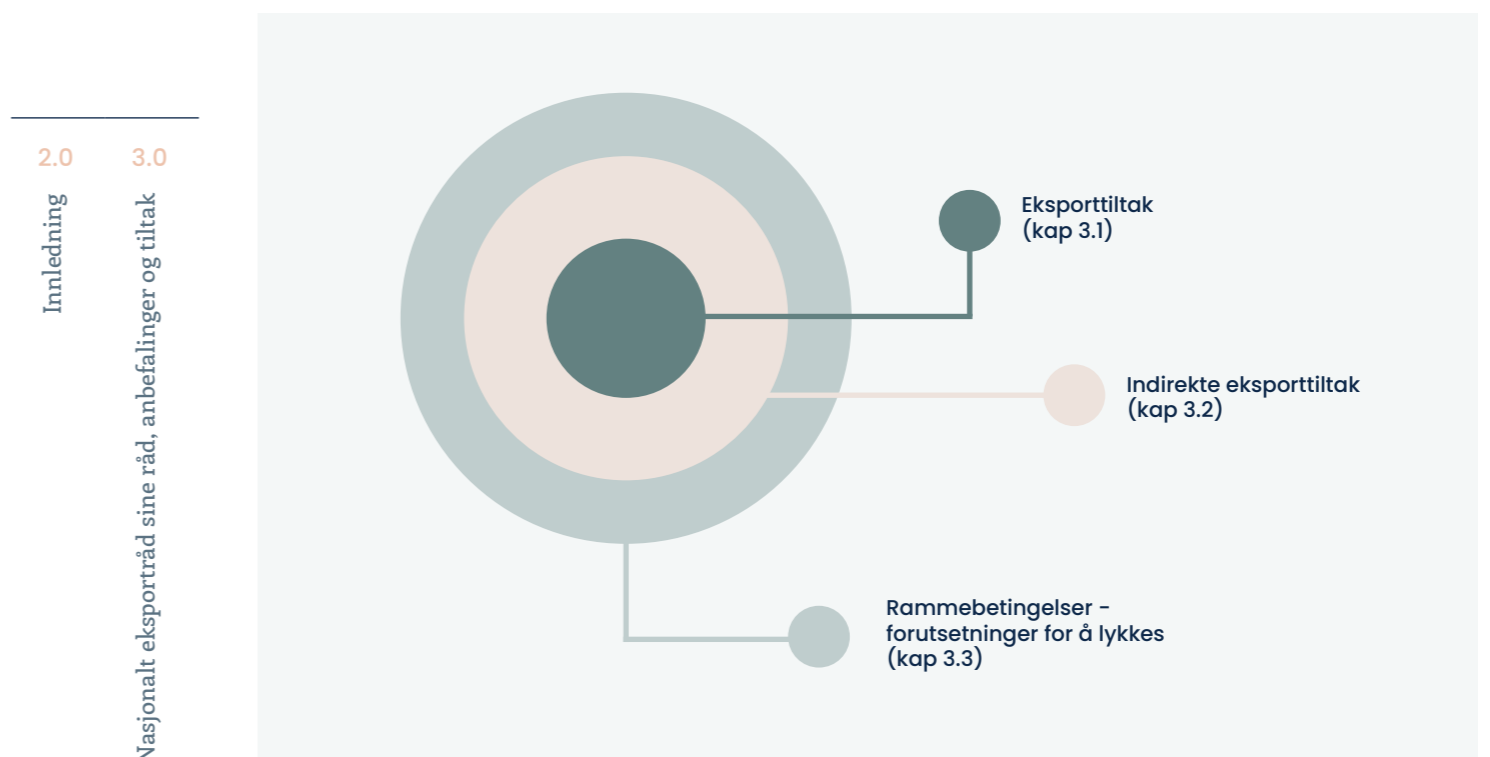 2.0
Innledning
3.0
Nasjonalt eksportråd sine råd, anbefalinger og tiltak
Eksporttiltak
(kap 3.1)
Indirekte eksporttiltak
(kap 3.2)
Rammebetingelser -
forutsetninger for å lykkes
(kap 3.3)